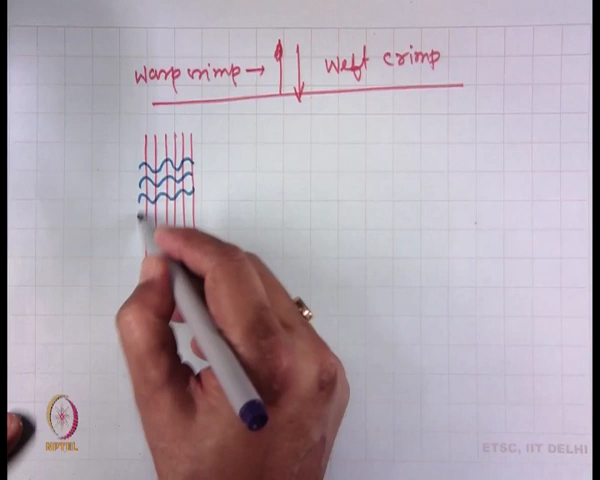 Warp crimp → ↑ ↓ Weft crimp
NPTEL
ETSC, IIT DELHI